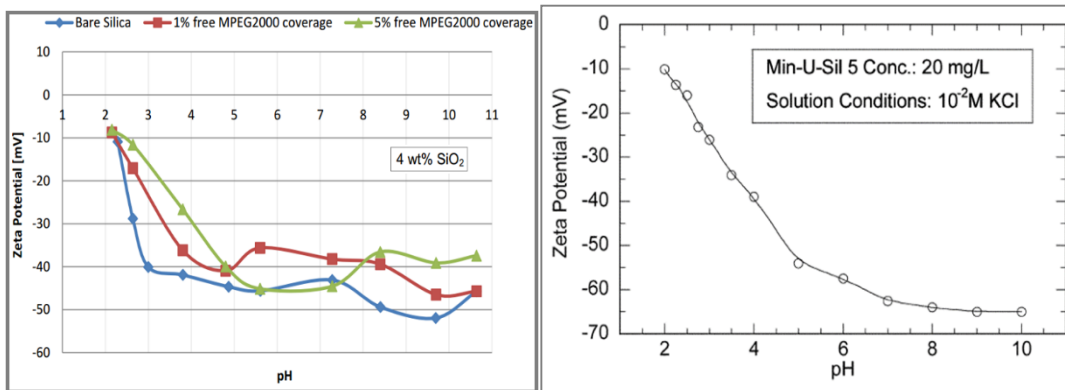 Bare Silica 1% free MPEG2000 coverage 5% free MPEG2000 coverage
10
0
1 2 3 4 5 6 7 8 9 10 11
-10
-20
-30
-40
-50
-60
Zeta Potential [mV]
4 wt% SiO₂
pH
-0
-10
-20
-30
-40
-50
-60
-70
Zeta Potential (mV)
Min-U-Sil 5 Conc.: 20 mg/L
Solution Conditions: 10⁻²M KCl
2 4 6 8 10
pH